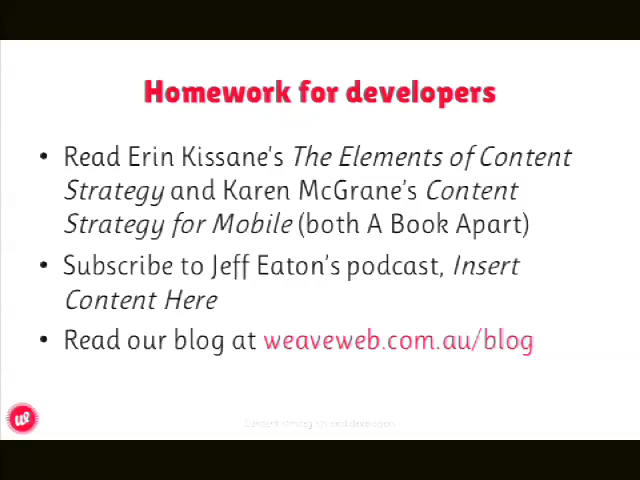 Homework for developers
• Read Erin Kissane's The Elements of Content
Strategy and Karen McGrane's Content
Strategy for Mobile (both A Book Apart)
• Subscribe to Jeff Eaton's podcast, Insert
Content Here
• Read our blog at weaveweb.com.au/blog